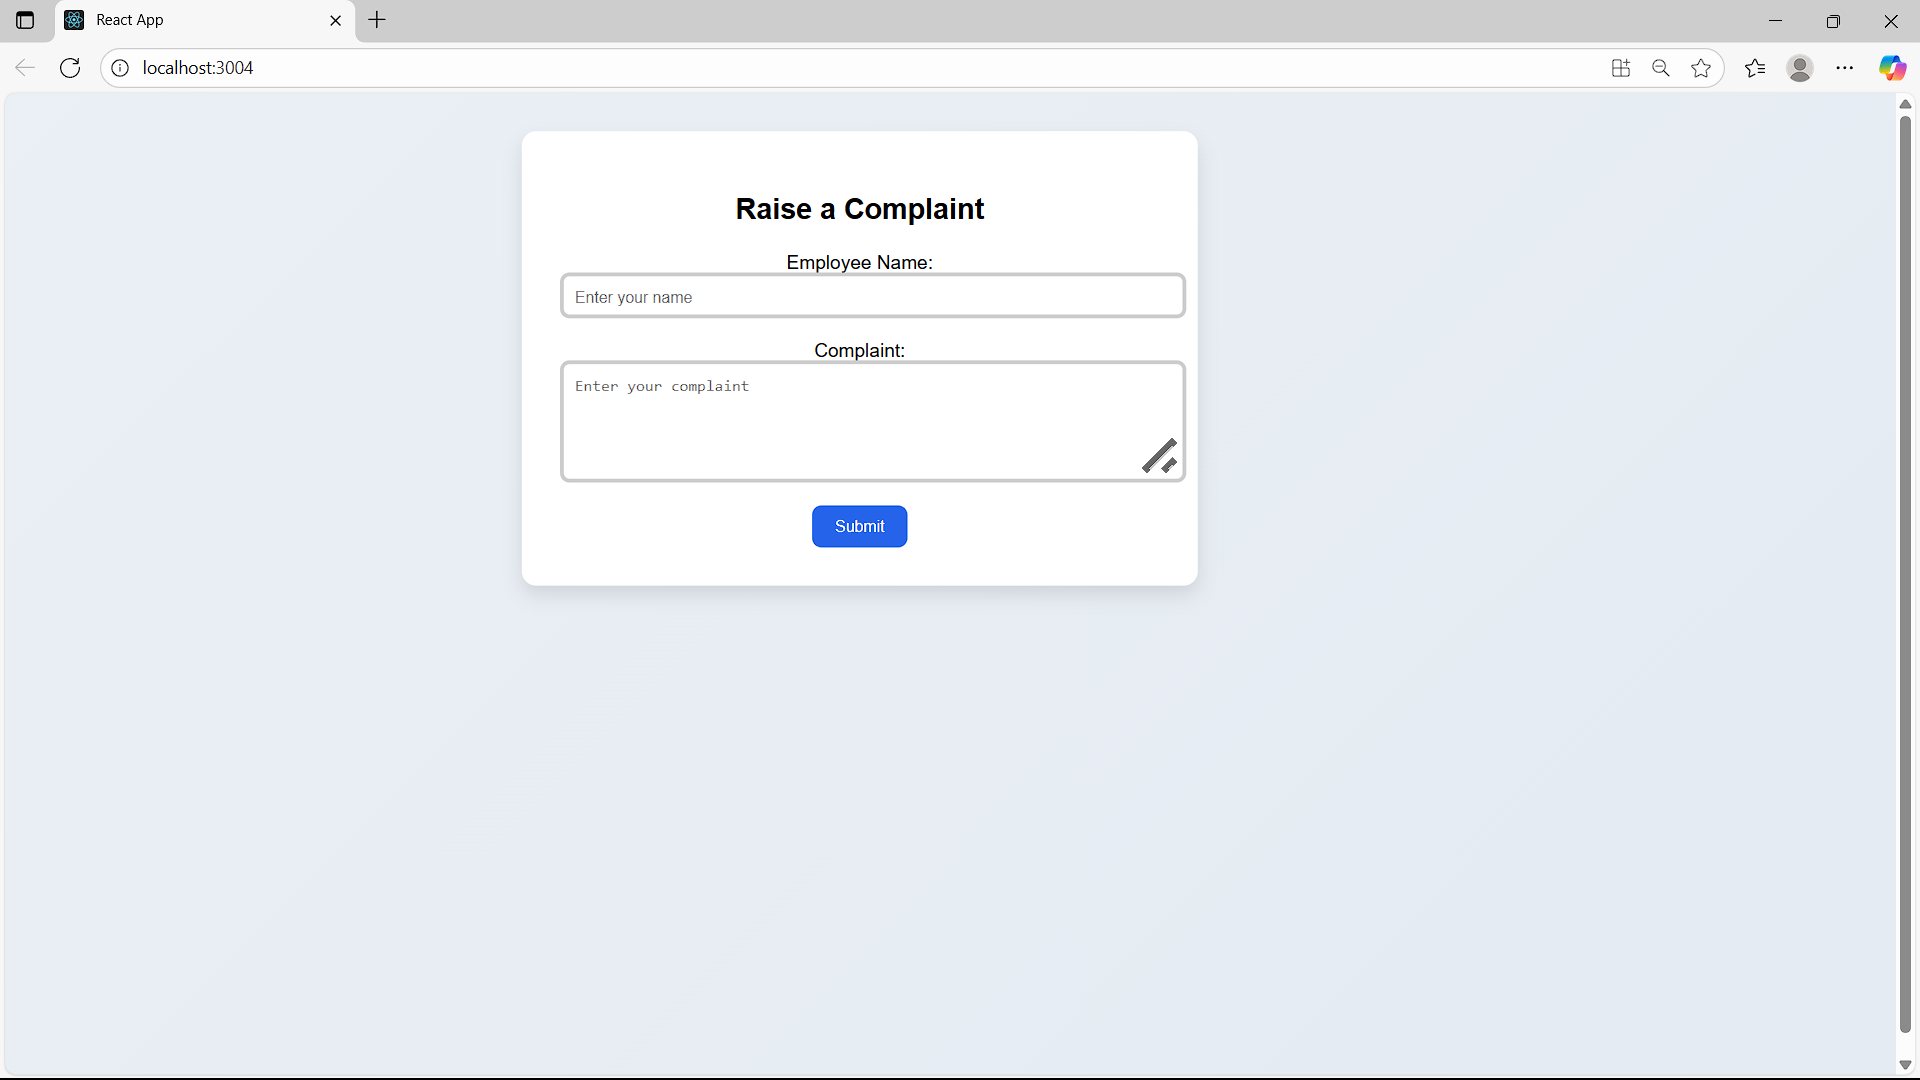 React App
localhost:3004
Raise a Complaint
Employee Name:
Enter your name
Complaint:
Enter your complaint
Submit